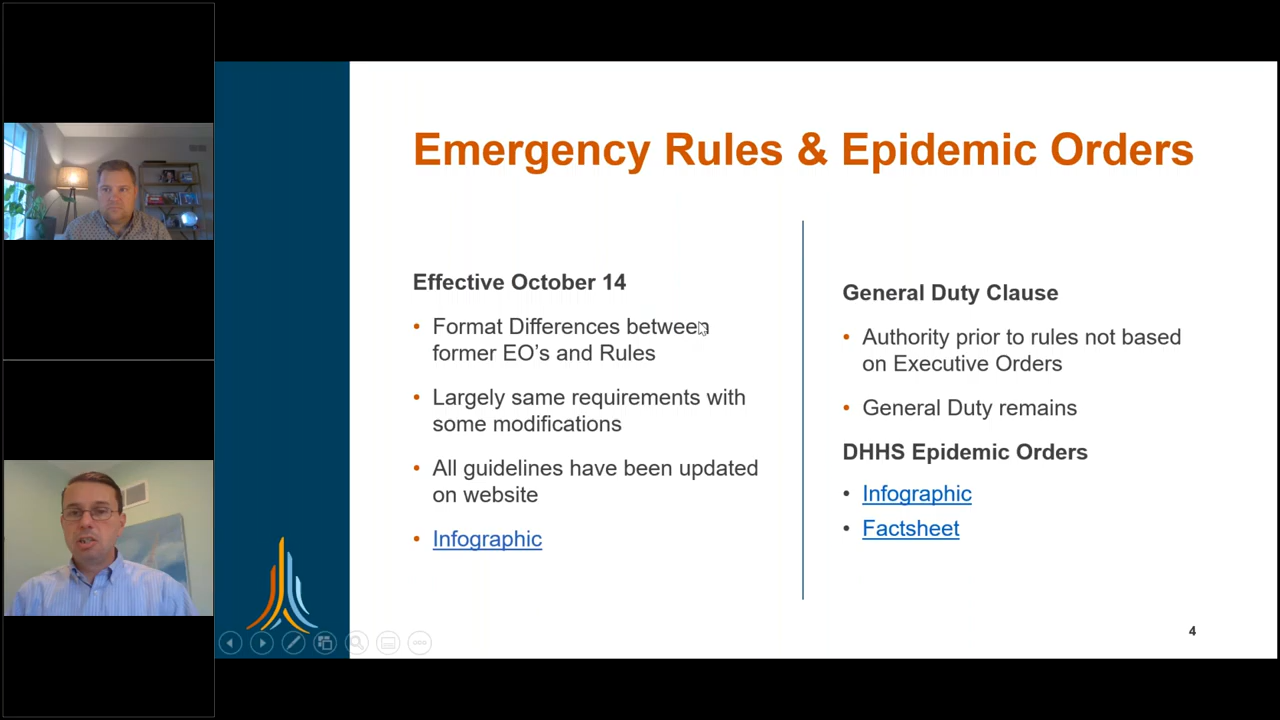 Emergency Rules & Epidemic Orders
Effective October 14
• Format Differences between
former EO's and Rules
• Largely same requirements with
some modifications
• All guidelines have been updated
on website
• Infographic
General Duty Clause
• Authority prior to rules not based
on Executive Orders
• General Duty remains
DHHS Epidemic Orders
• Infographic
• Factsheet
4